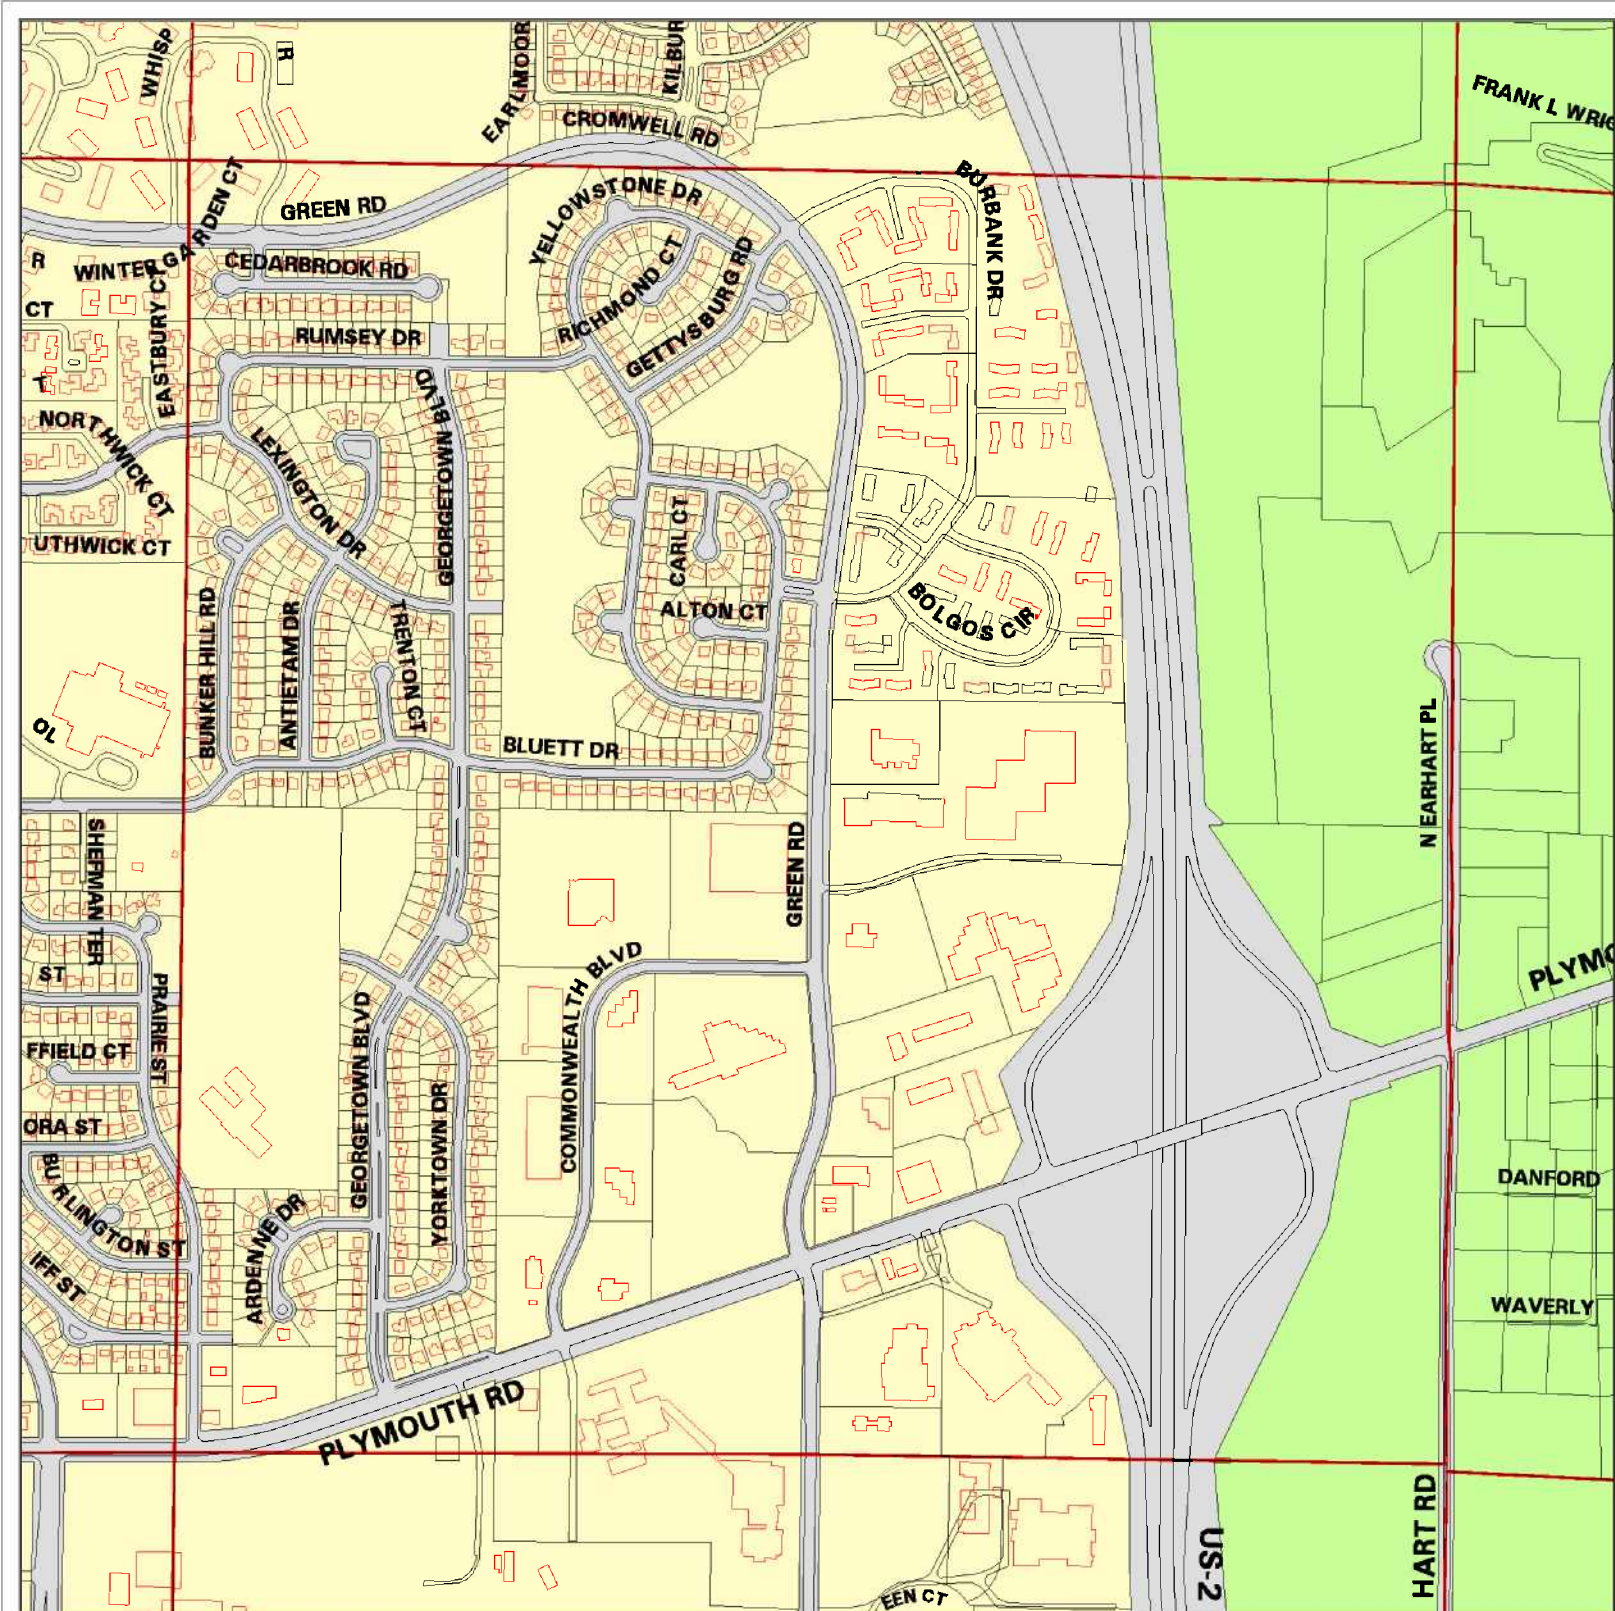 WHISP
R
EARLMOOR
KILBUR
CROMWELL RD
FRANK L WRIG
GREEN RD
YELLOWSTONE DR
BURBANK DR
R
WINTER GARDEN CT
CEDARBROOK RD
CT
EASTBURY CT
RUMSEY DR
RICHMOND CT
GETTYSBURG RD
T
NORTHWICK CT
LEXINGTON DR
GEORGETOWN BLVD
UTHWICK CT
CARL CT
ALTON CT
BOLGOS CIR
BUNKER HILL RD
ANTIETAM DR
TRENTON CT
OL
BLUETT DR
N EARHART PL
SHEFMAN TER
GREEN RD
ST
PRAIRIE ST
COMMONWEALTH BLVD
PLYMO
FFIELD CT
GEORGETOWN BLVD
YORKTOWN DR
ORA ST
BURLINGTON ST
DANFORD
IFF ST
ARDENNE DR
WAVERLY
PLYMOUTH RD
HART RD
US-2
EEN CT